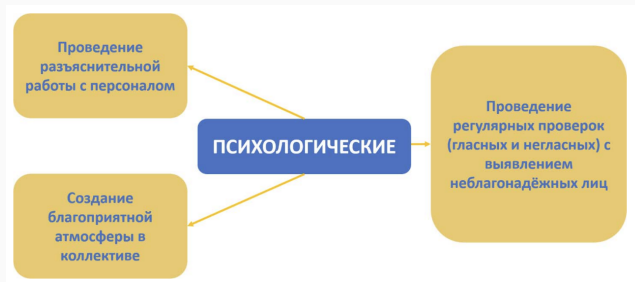 Проведение
разъяснительной
работы с персоналом
ПСИХОЛОГИЧЕСКИЕ
Проведение
регулярных проверок
(гласных и негласных) с
выявлением
неблагонадёжных лиц
Создание
благоприятной
атмосферы в
коллективе